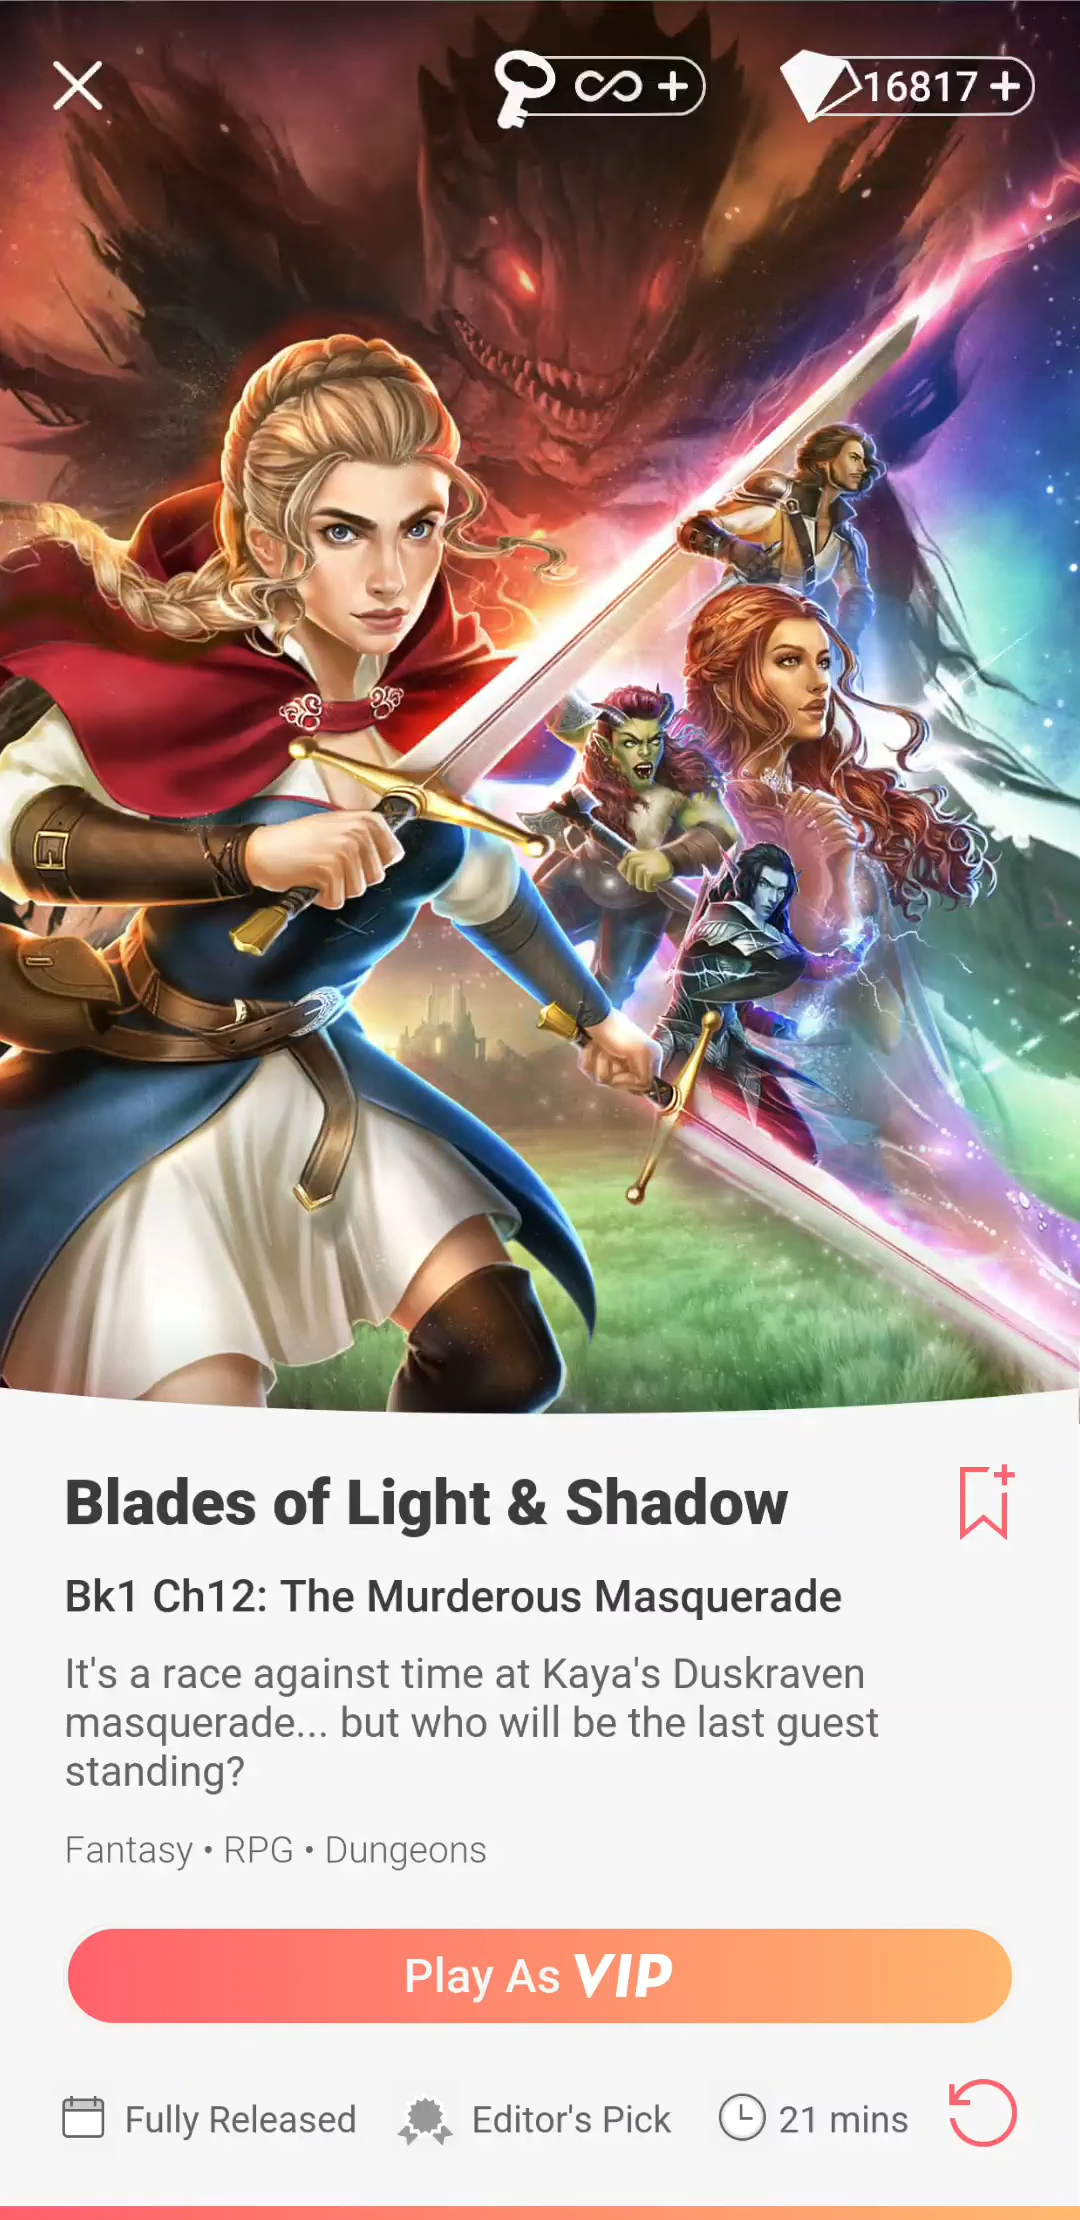 ∞ +
16817 +
Blades of Light & Shadow
Bk1 Ch12: The Murderous Masquerade
It's a race against time at Kaya's Duskraven
masquerade... but who will be the last guest
standing?
Fantasy • RPG • Dungeons
Play As VIP
Fully Released
Editor's Pick
21 mins